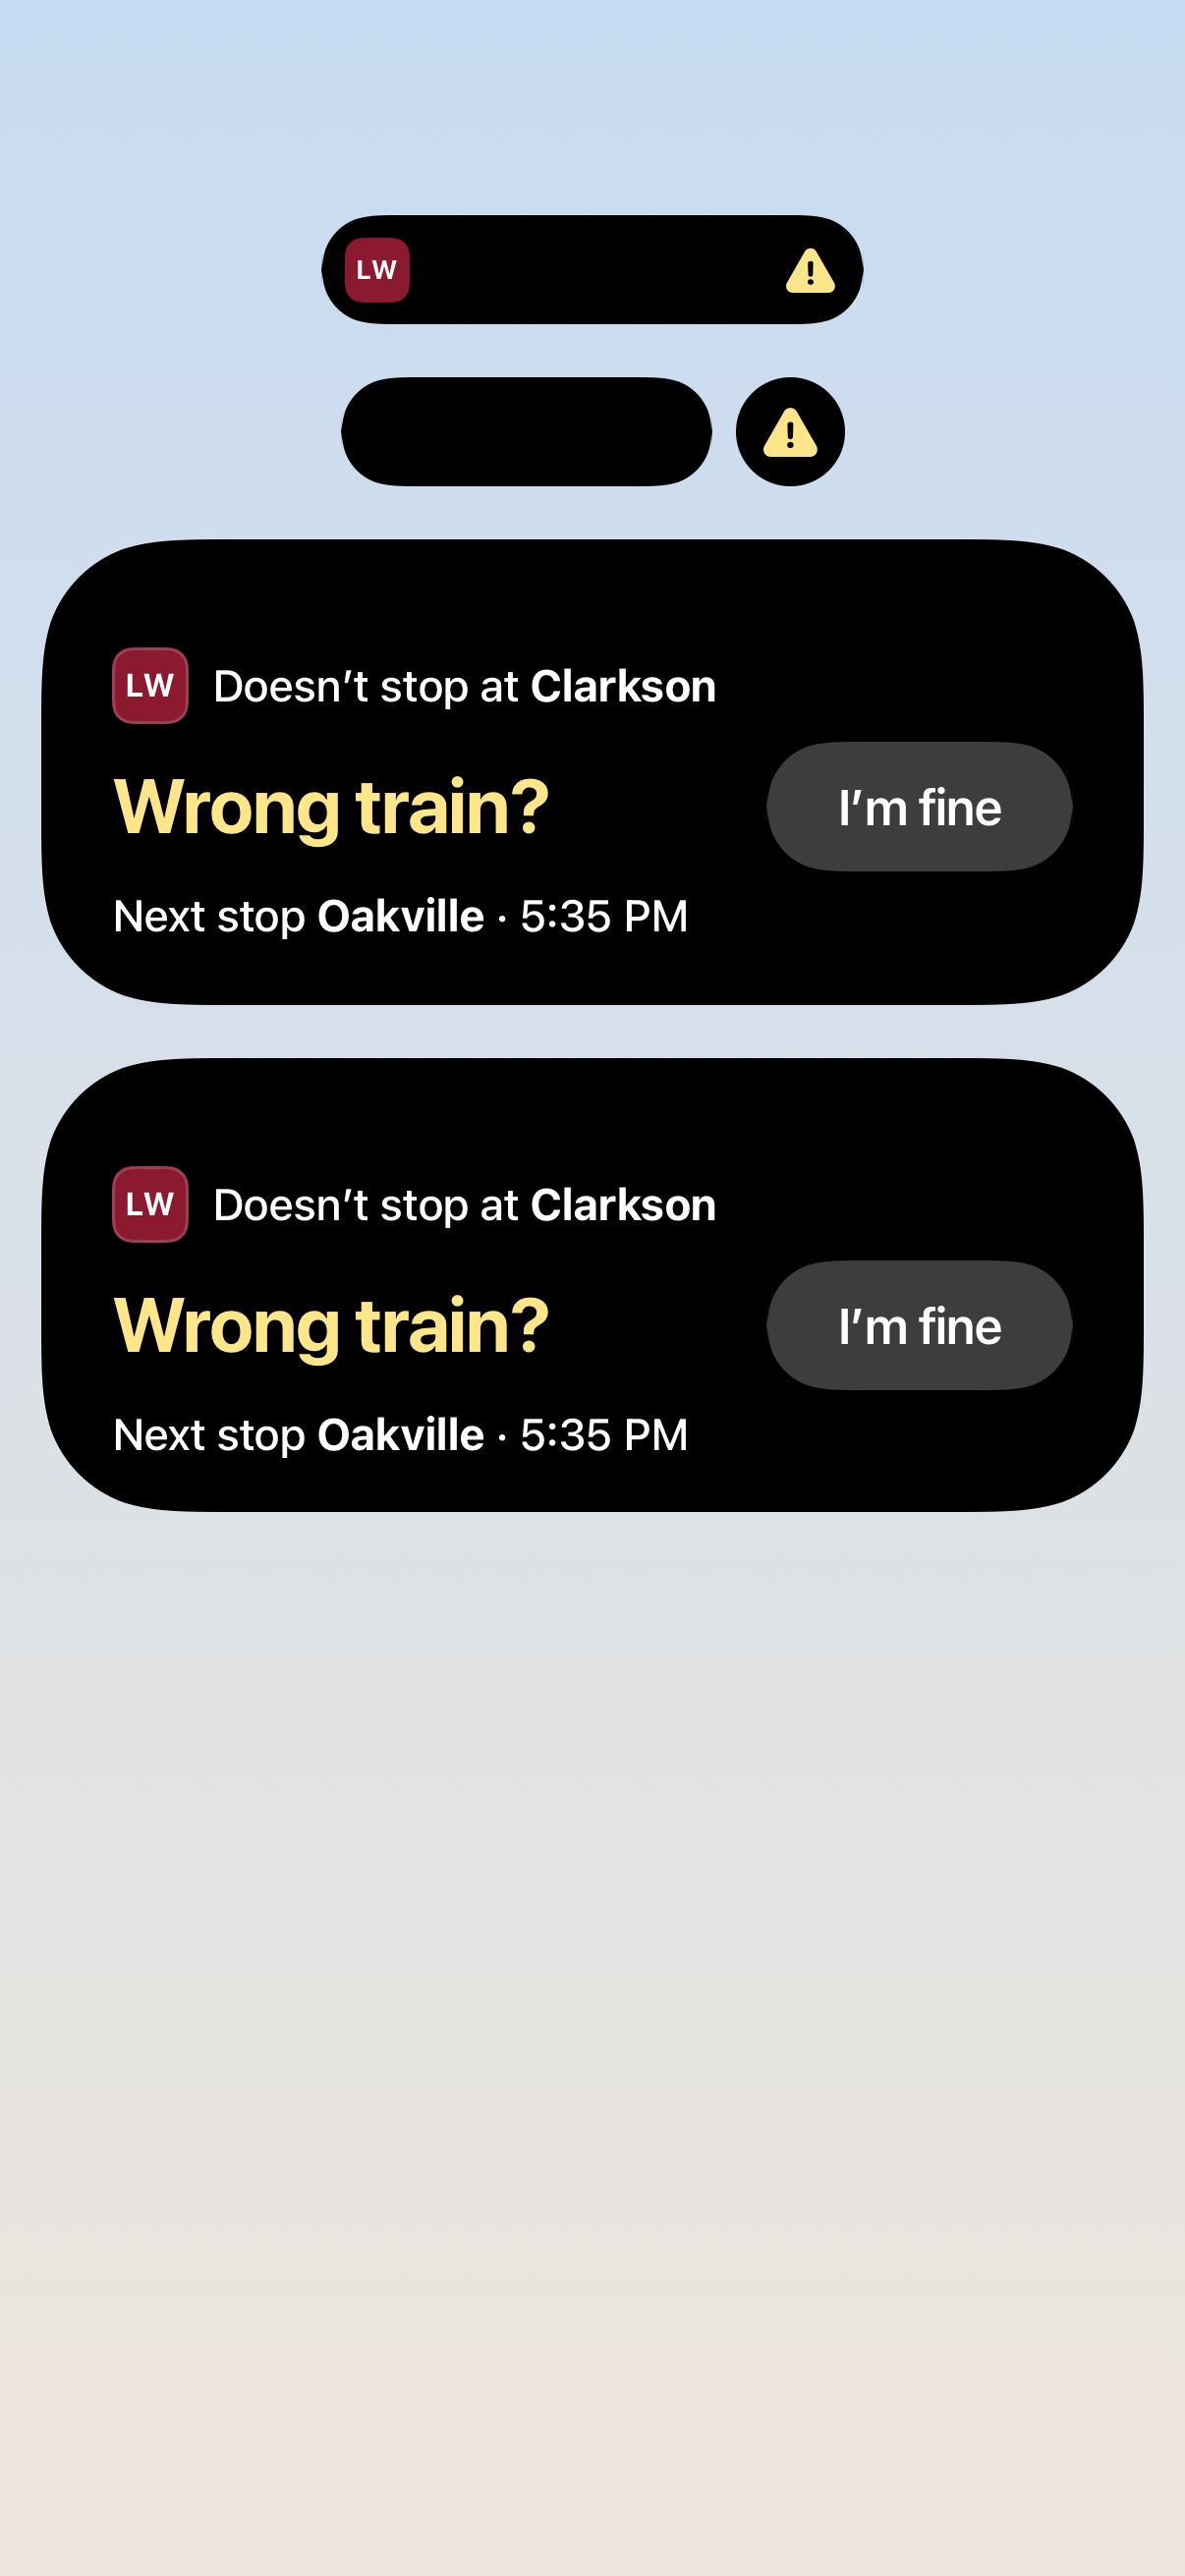 LW
LW
Doesn’t stop at Clarkson
Wrong train?
I’m fine
Next stop Oakville · 5:35 PM
LW
Doesn’t stop at Clarkson
Wrong train?
I’m fine
Next stop Oakville · 5:35 PM